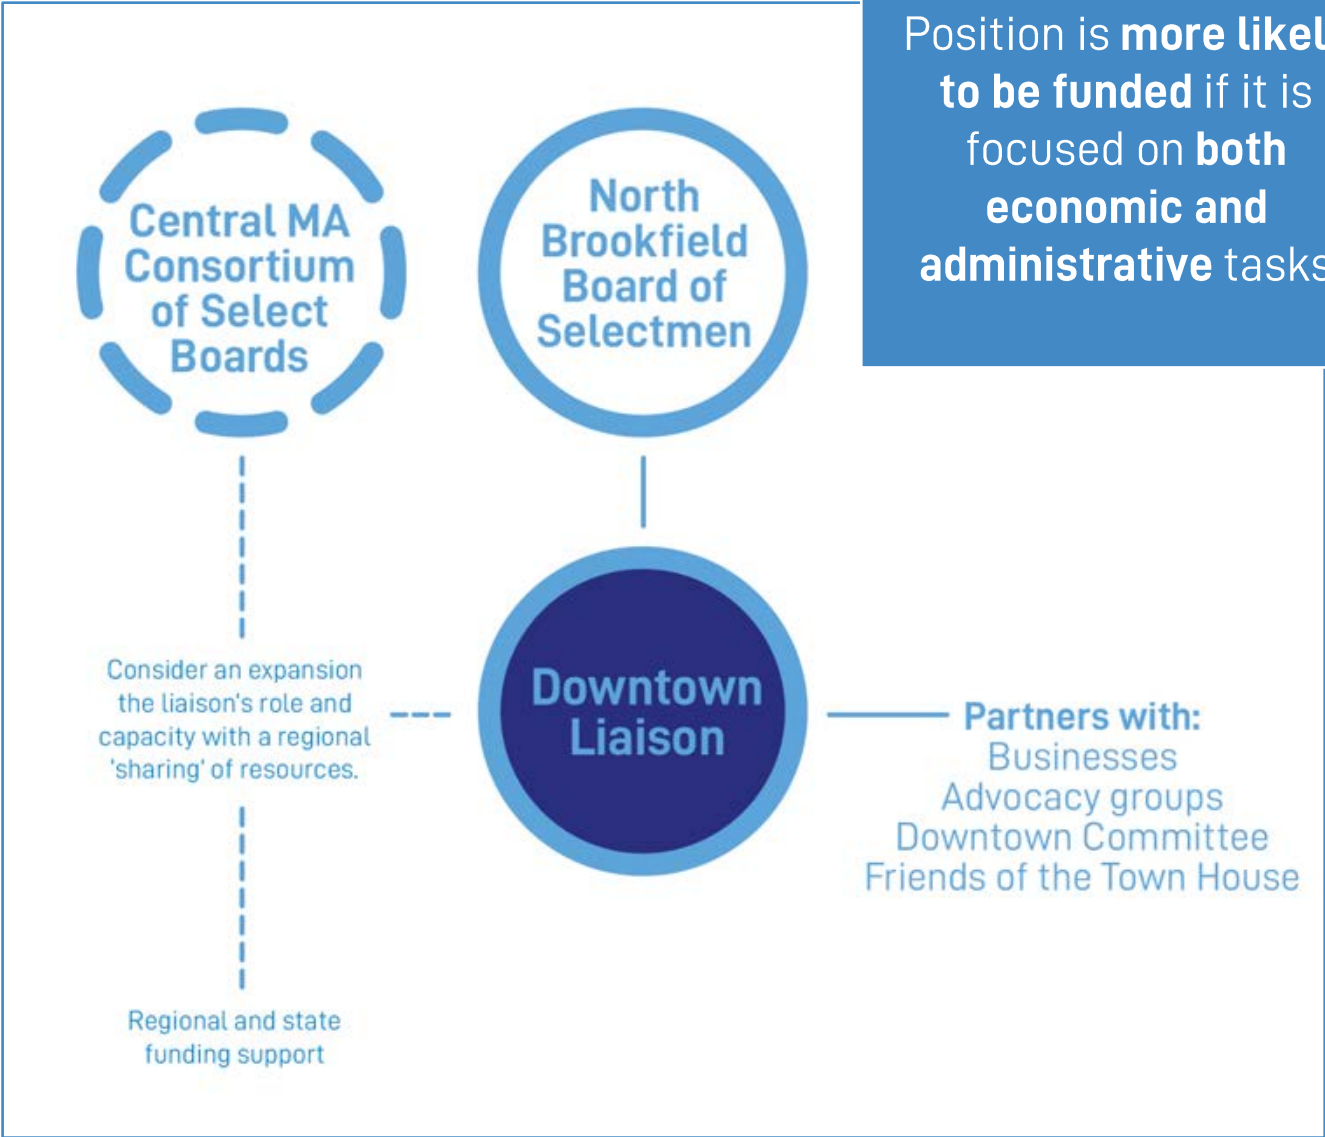 Position is more likel
to be funded if it is
focused on both
economic and
administrative tasks
Central MA
Consortium
of Select
Boards
North
Brookfield
Board of
Selectmen
Consider an expansion
the liaison's role and
capacity with a regional
'sharing' of resources.
Downtown
Liaison
Partners with:
Businesses
Advocacy groups
Downtown Committee
Friends of the Town House
Regional and state
funding support